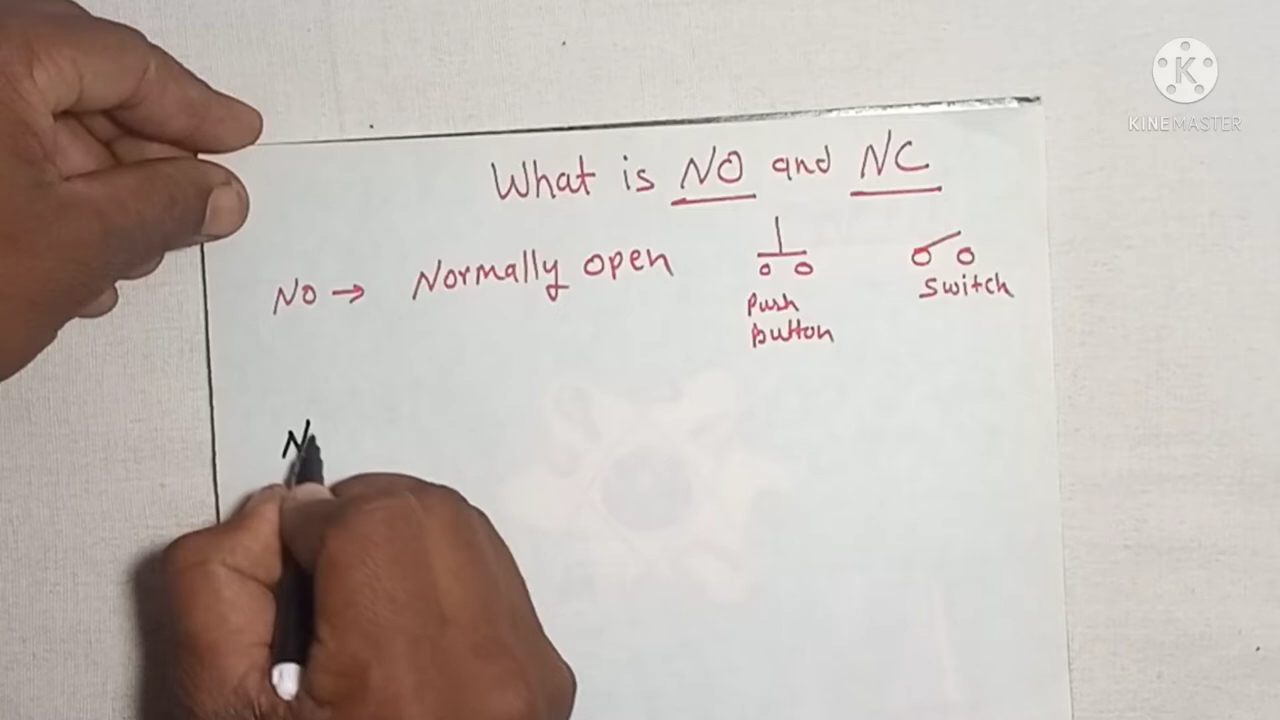 KINEMASTER
What is NO and NC
NO → Normally open
Push
button
Switch
N